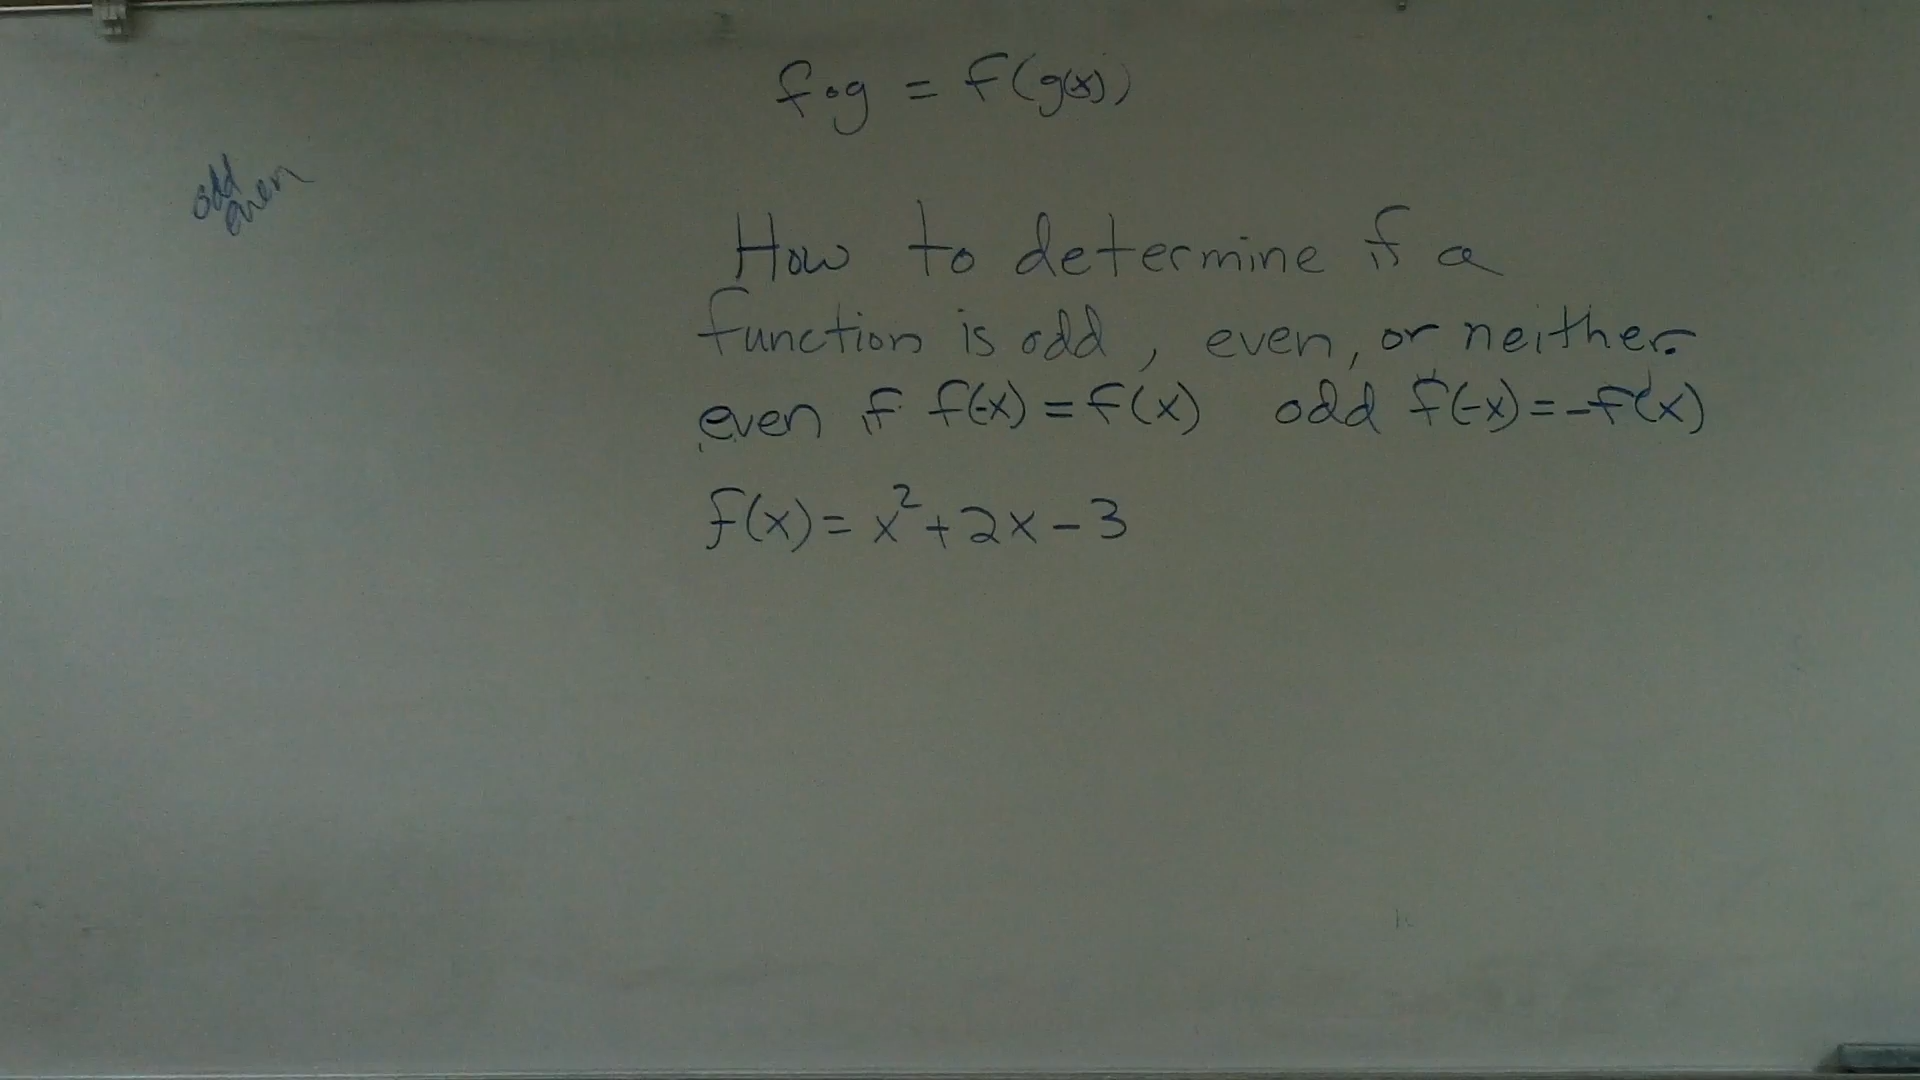 f∘g = f(g(x))
odd
even
How to determine if a
function is odd, even, or neither
even if f(-x) = f(x) odd f(-x) = -f(x)
f(x) = x² + 2x - 3